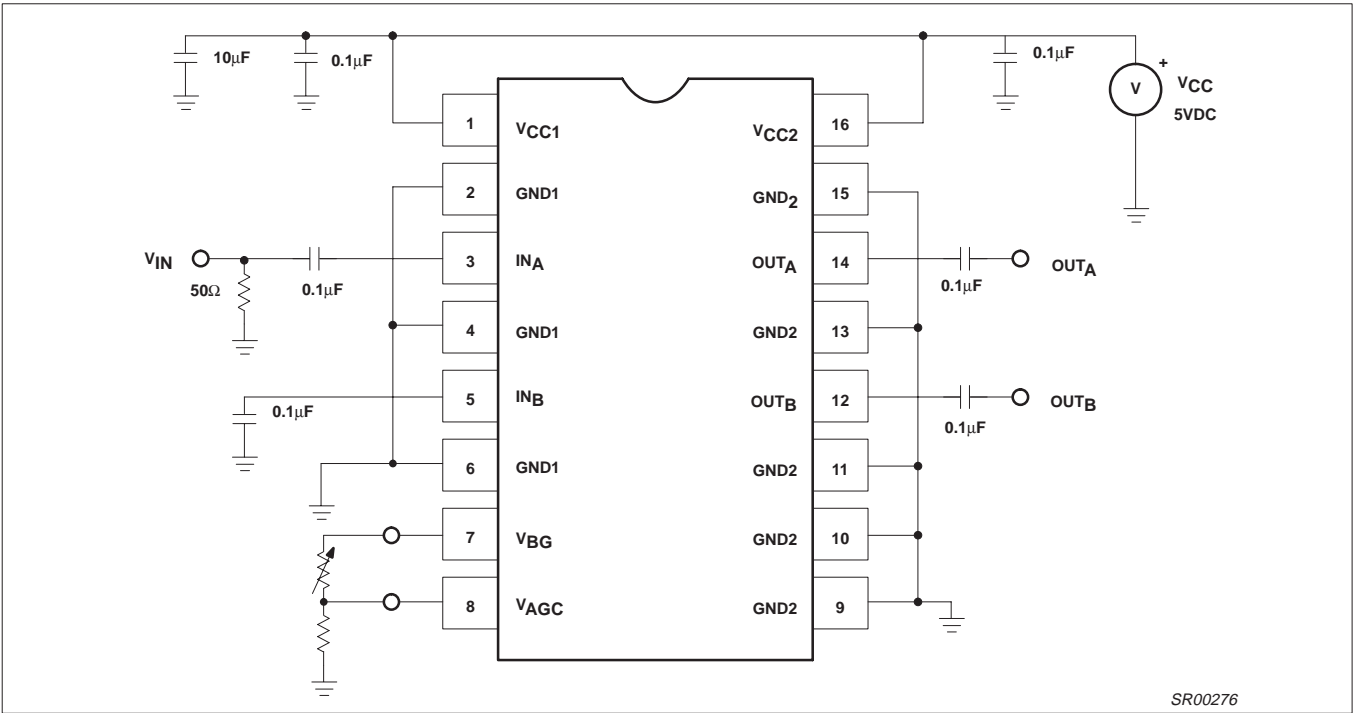 10μF
0.1μF
0.1μF
+
V
VCC
5VDC
1
VCC1
VCC2
16
2
GND1
GND2
15
VIN
50Ω
0.1μF
3
INA
OUTA
14
0.1μF
OUTA
4
GND1
GND2
13
0.1μF
5
INB
OUTB
12
0.1μF
OUTB
6
GND1
GND2
11
7
VBG
GND2
10
8
VAGC
GND2
9
SR00276